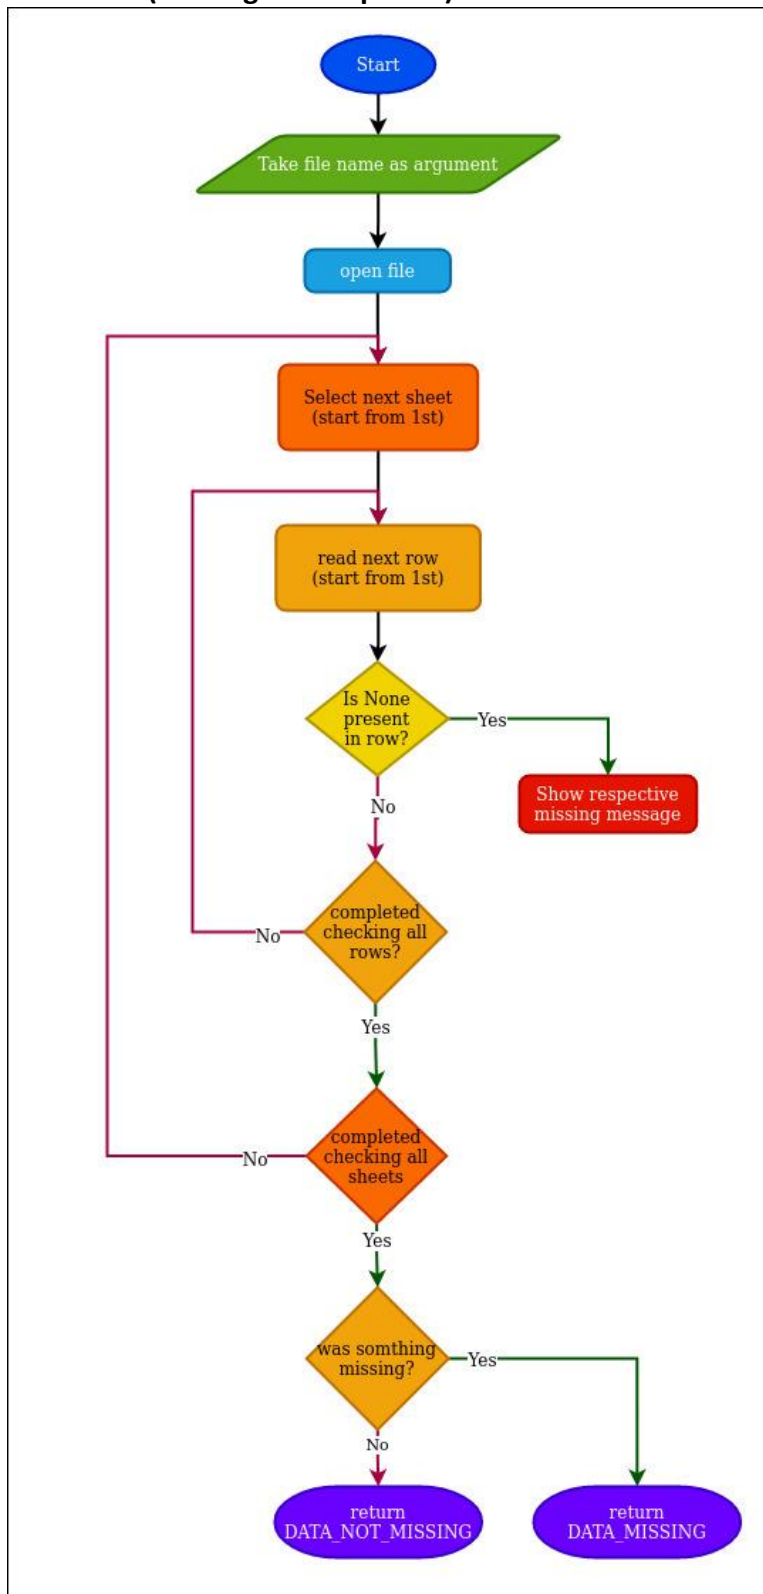 Start
Take file name as argument
open file
Select next sheet
(start from 1st)
read next row
(start from 1st)
Is None
present
in row?
Yes
Show respective
missing message
No
completed
checking all
rows?
No
Yes
completed
checking all
sheets
No
Yes
was somthing
missing?
Yes
No
return
DATA_NOT_MISSING
return
DATA_MISSING